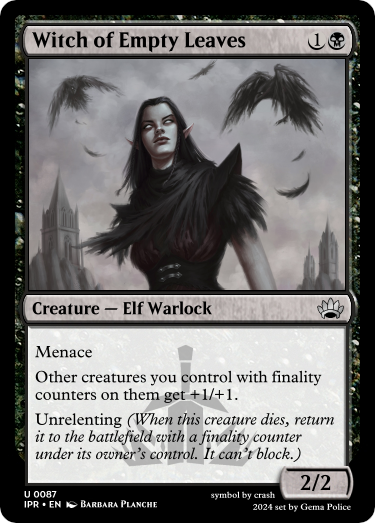 Witch of Empty Leaves 1
Creature — Elf Warlock
Menace
Other creatures you control with finality
counters on them get +1/+1.
Unrelenting (When this creature dies, return
it to the battlefield with a finality counter
under its owner's control. It can't block.)
2/2
U 0087
IPR • EN Barbara Planche
symbol by crash
2024 set by Gema Police